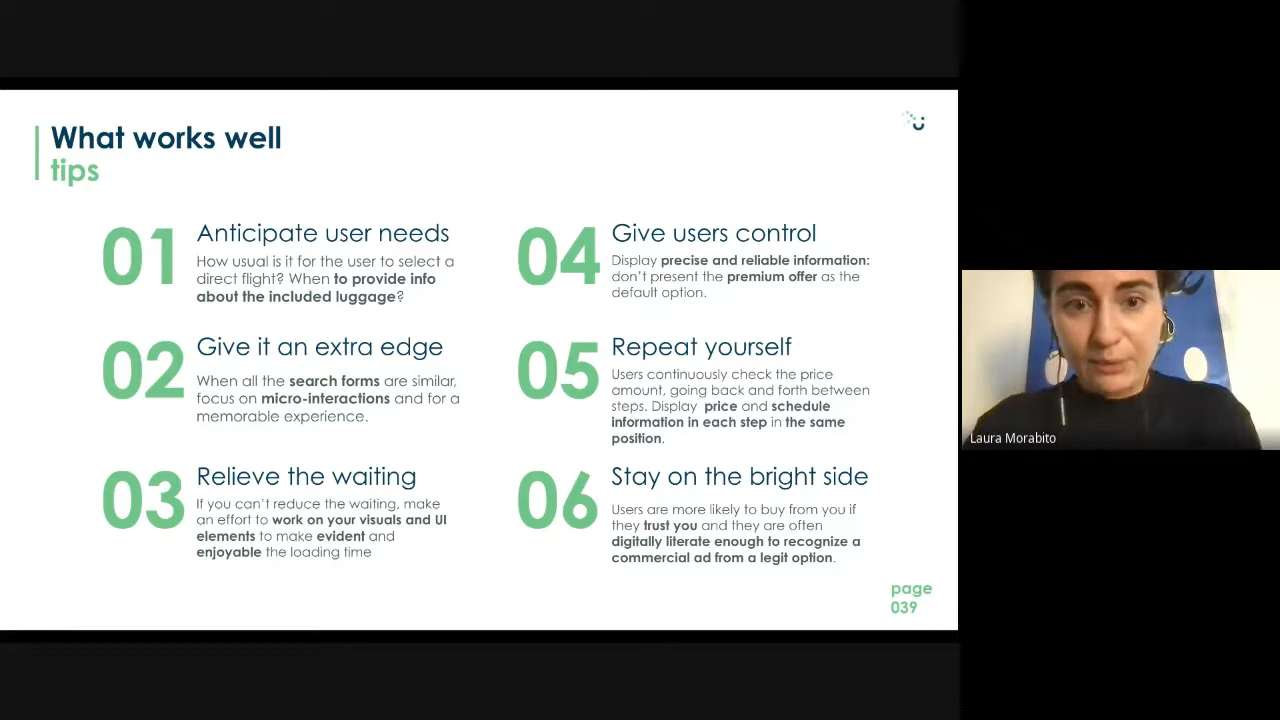 What works well
tips
01
Anticipate user needs
How usual is it for the user to select a
direct flight? When to provide info
about the included luggage?
02
Give it an extra edge
When all the search forms are similar,
focus on micro-interactions and for a
memorable experience.
03
Relieve the waiting
If you can't reduce the waiting, make
an effort to work on your visuals and UI
elements to make evident and
enjoyable the loading time
04
Give users control
Display precise and reliable information:
don't present the premium offer as the
default option.
05
Repeat yourself
Users continuously check the price
amount, going back and forth between
steps. Display price and schedule
information in each step in the same
position.
06
Stay on the bright side
Users are more likely to buy from you if
they trust you and they are often
digitally literate enough to recognize a
commercial ad from a legit option.
page
039
Laura Morabito